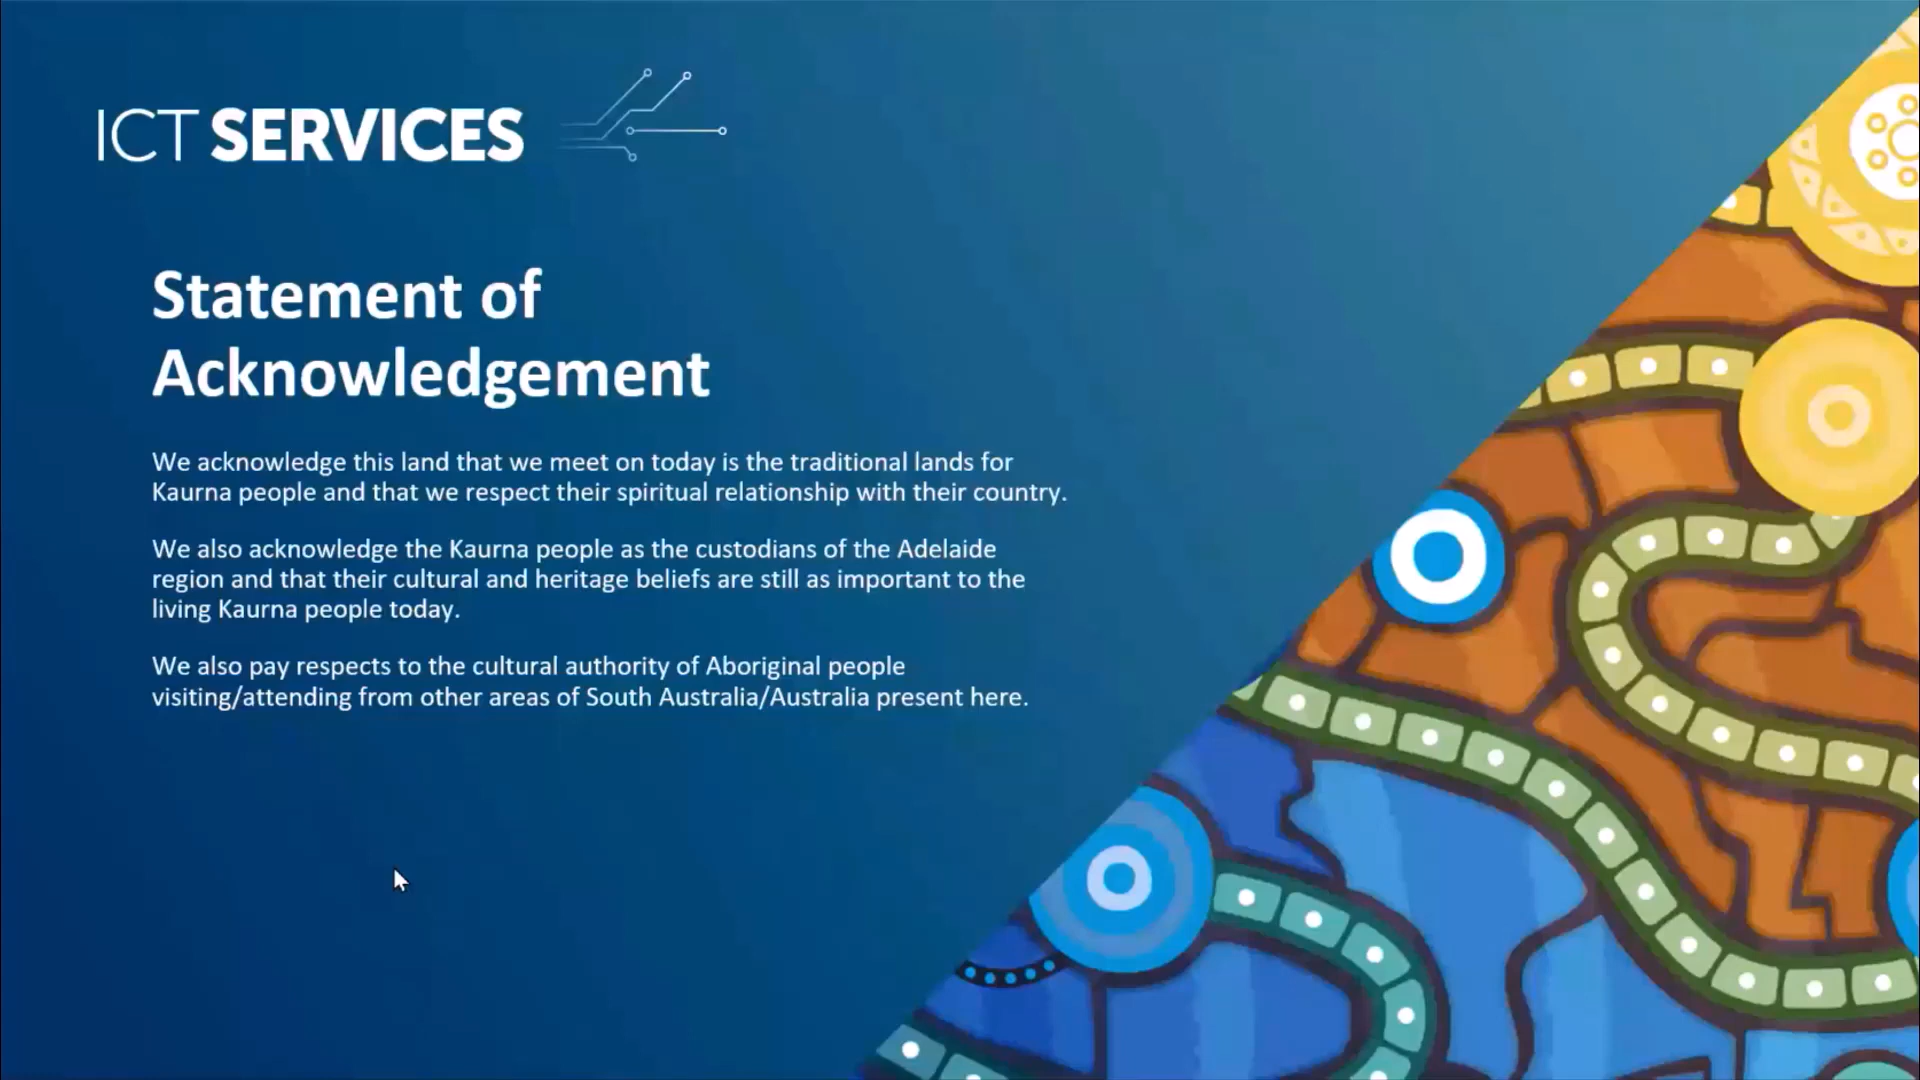 ICT SERVICES
Statement of
Acknowledgement
We acknowledge this land that we meet on today is the traditional lands for
Kaurna people and that we respect their spiritual relationship with their country.
We also acknowledge the Kaurna people as the custodians of the Adelaide
region and that their cultural and heritage beliefs are still as important to the
living Kaurna people today.
We also pay respects to the cultural authority of Aboriginal people
visiting/attending from other areas of South Australia/Australia present here.